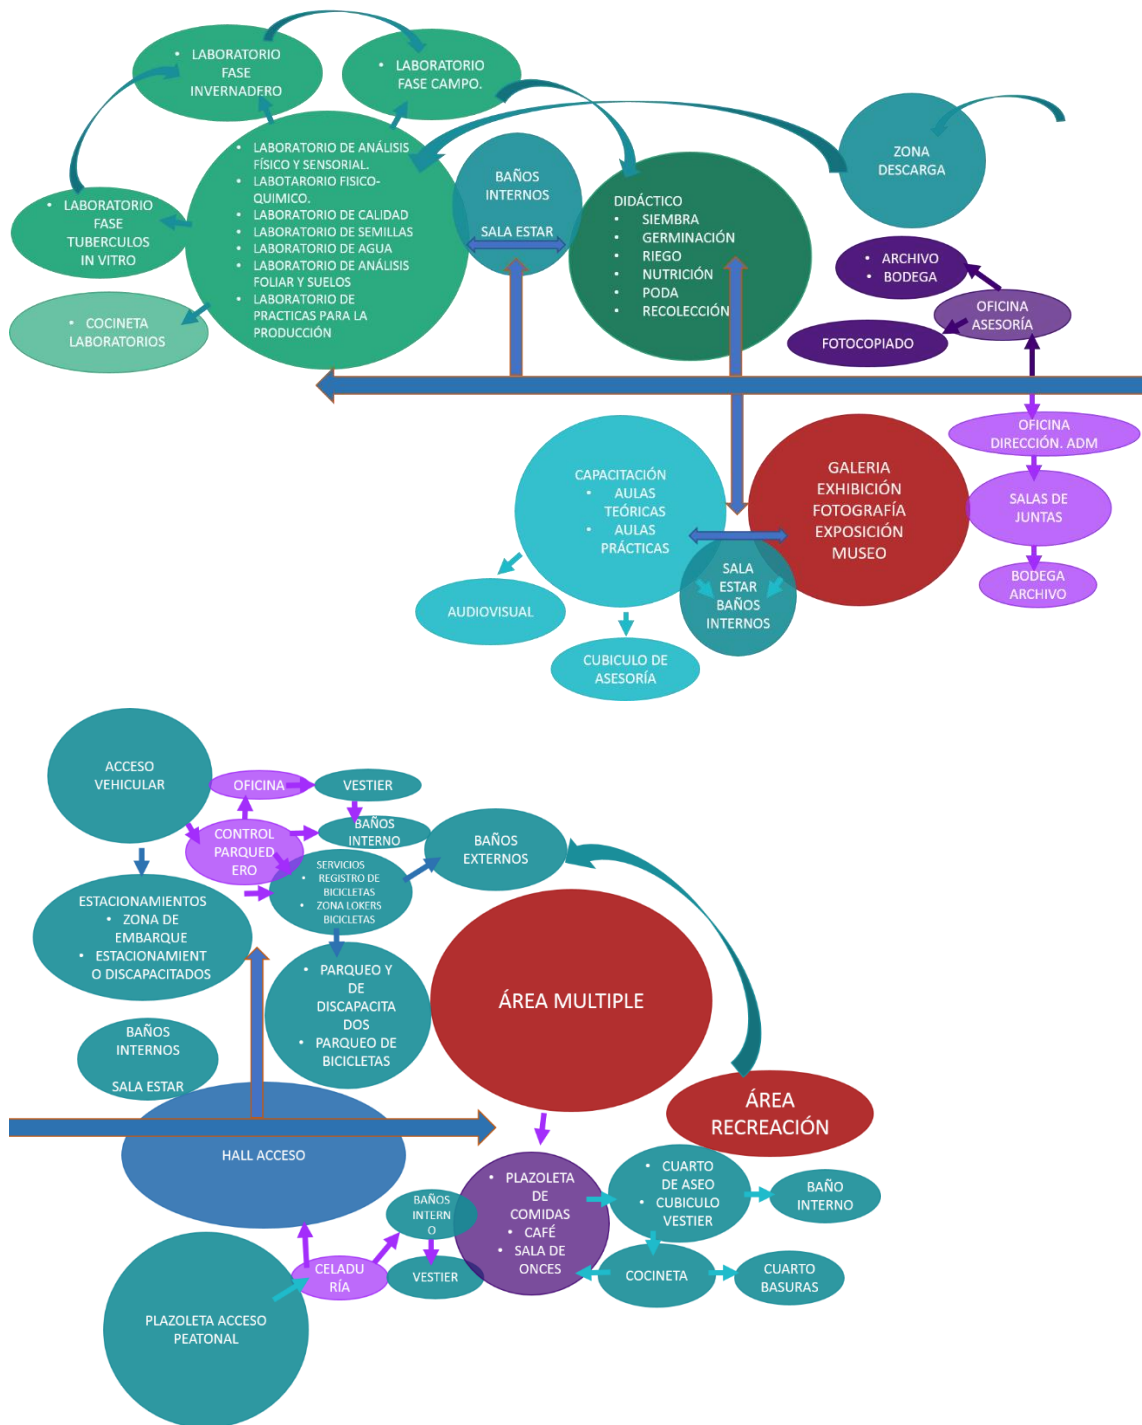 • LABORATORIO
FASE
INVERNADERO
• LABORATORIO
FASE CAMPO.
• LABORATORIO DE ANÁLISIS
FÍSICO Y SENSORIAL.
• LABOTARORIO FISICO-
QUIMICO.
• LABORATORIO DE CALIDAD
• LABORATORIO DE SEMILLAS
• LABORATORIO DE AGUA
• LABORATORIO DE ANÁLISIS
FOLIAR Y SUELOS
• LABORATORIO DE
PRACTICAS PARA LA
PRODUCCIÓN
• LABORATORIO
FASE
TUBERCULOS
IN VITRO
• COCINETA
LABORATORIOS
BAÑOS
INTERNOS
SALA ESTAR
DIDÁCTICO
• SIEMBRA
• GERMINACIÓN
• RIEGO
• NUTRICIÓN
• PODA
• RECOLECCIÓN
ZONA
DESCARGA
• ARCHIVO
• BODEGA
OFICINA
ASESORÍA
FOTOCOPIADO
OFICINA
DIRECCIÓN. ADM
SALAS DE
JUNTAS
BODEGA
ARCHIVO
CAPACITACIÓN
• AULAS
TEÓRICAS
• AULAS
PRÁCTICAS
GALERIA
EXHIBICIÓN
FOTOGRAFÍA
EXPOSICIÓN
MUSEO
SALA
ESTAR
BAÑOS
INTERNOS
AUDIOVISUAL
CUBICULO DE
ASESORÍA
ACCESO
VEHICULAR
OFICINA
VESTIER
CONTROL
PARQUED
ERO
BAÑOS
INTERNO
SERVICIOS
• REGISTRO DE
BICICLETAS
• ZONA LOKERS
BICICLETAS
BAÑOS
EXTERNOS
ESTACIONAMIENTOS
• ZONA DE
EMBARQUE
• ESTACIONAMIENT
O DISCAPACITADOS
• PARQUEO Y
DE
DISCAPACITA
DOS
• PARQUEO DE
BICICLETAS
ÁREA MULTIPLE
BAÑOS
INTERNOS
SALA ESTAR
ÁREA
RECREACIÓN
HALL ACCESO
• PLAZOLETA
DE
COMIDAS
• CAFÉ
• SALA DE
ONCES
• CUARTO
DE ASEO
• CUBICULO
VESTIER
BAÑO
INTERNO
BAÑOS
INTERN
O
CELADU
RÍA
VESTIER
COCINETA
CUARTO
BASURAS
PLAZOLETA ACCESO
PEATONAL